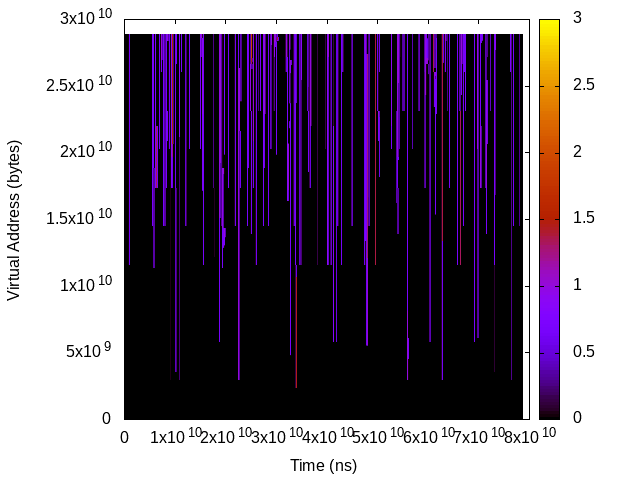 3x10 10
2.5x10 10
2x10 10
1.5x10 10
1x10 10
5x10 9
0
Virtual Address (bytes)
0 1x10 10 2x10 10 3x10 10 4x10 10 5x10 10 6x10 10 7x10 10 8x10 10
Time (ns)
3
2.5
2
1.5
1
0.5
0